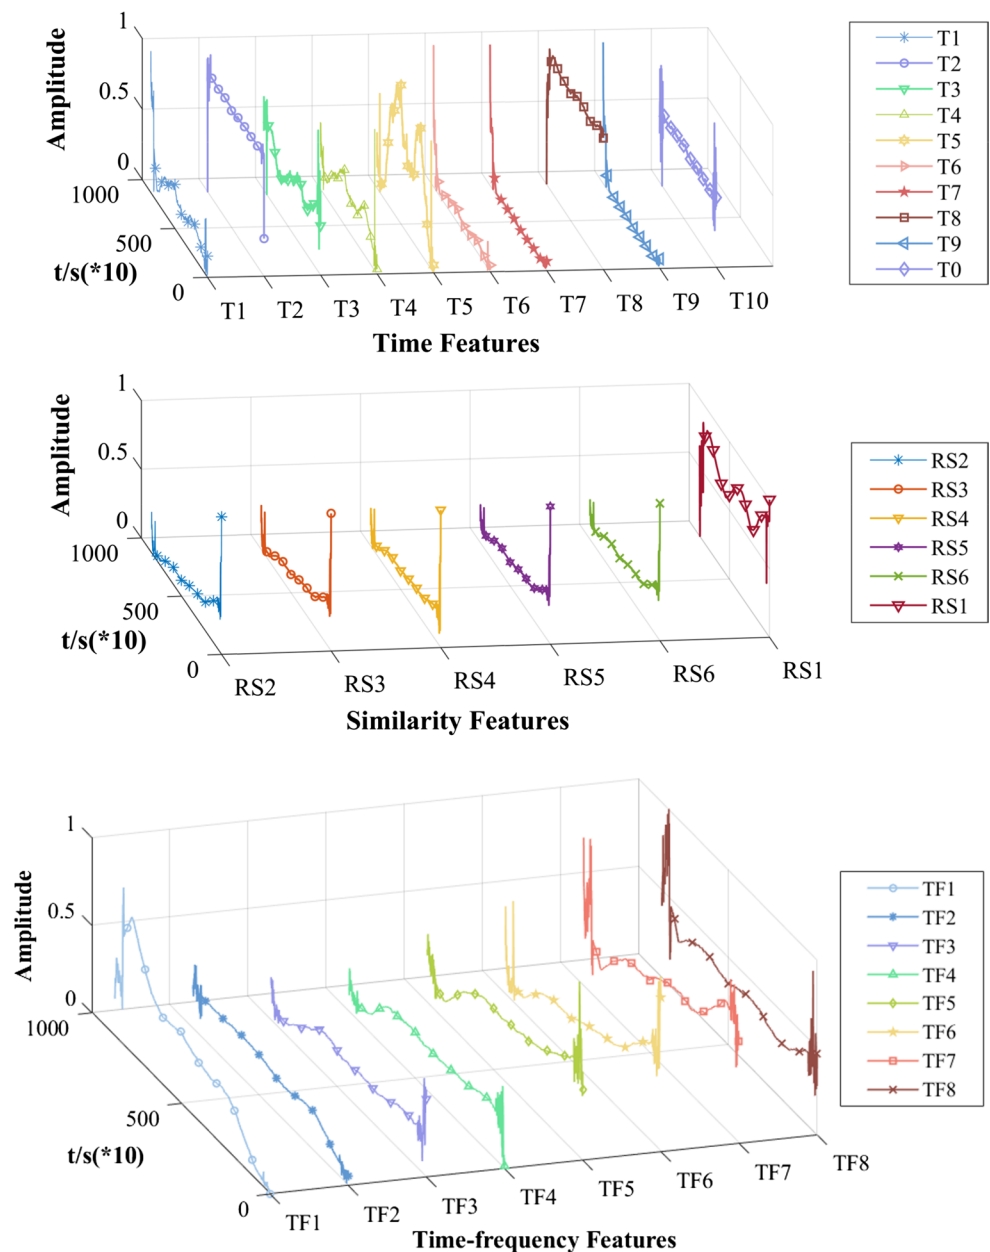 1
Amplitude
0.5
0
1000
500
t/s(*10)
0
T1
T2
T3
T4
T5
T6
T7
T8
T9
T10
Time Features
T1
T2
T3
T4
T5
T6
T7
T8
T9
T0
1
Amplitude
0.5
0
1000
500
t/s(*10)
0
RS2
RS3
RS4
RS5
RS6
RS1
Similarity Features
RS2
RS3
RS4
RS5
RS6
RS1
1
Amplitude
0.5
0
1000
500
t/s(*10)
0
TF1
TF2
TF3
TF4
TF5
TF6
TF7
TF8
Time-frequency Features
TF1
TF2
TF3
TF4
TF5
TF6
TF7
TF8